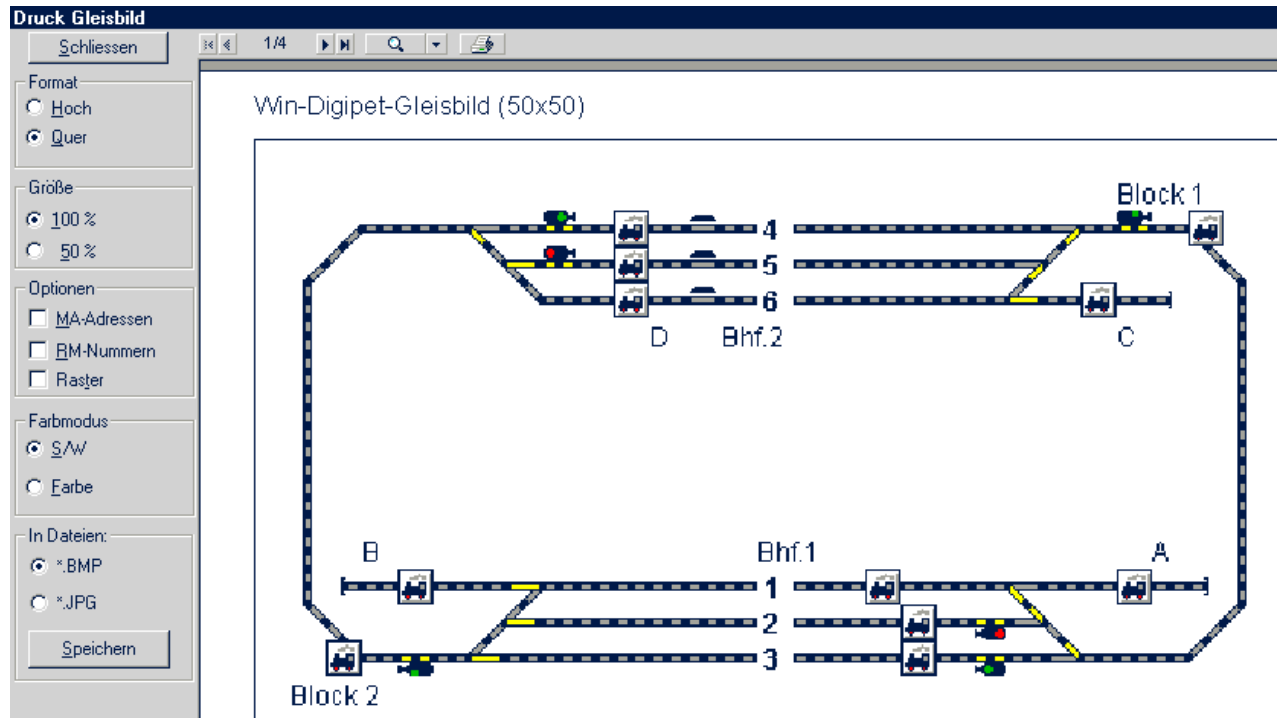 Druck Gleisbild
Schliessen
1/4
Format
Hoch
Quer
Größe
100 %
50 %
Optionen
MA-Adressen
RM-Nummern
Raster
Farbmodus
S/W
Farbe
In Dateien:
*.BMP
*.JPG
Speichern
Win-Digipet-Gleisbild (50x50)
Block 1
4
5
6
D
Bhf.2
C
B
Bhf.1
A
1
2
3
Block 2